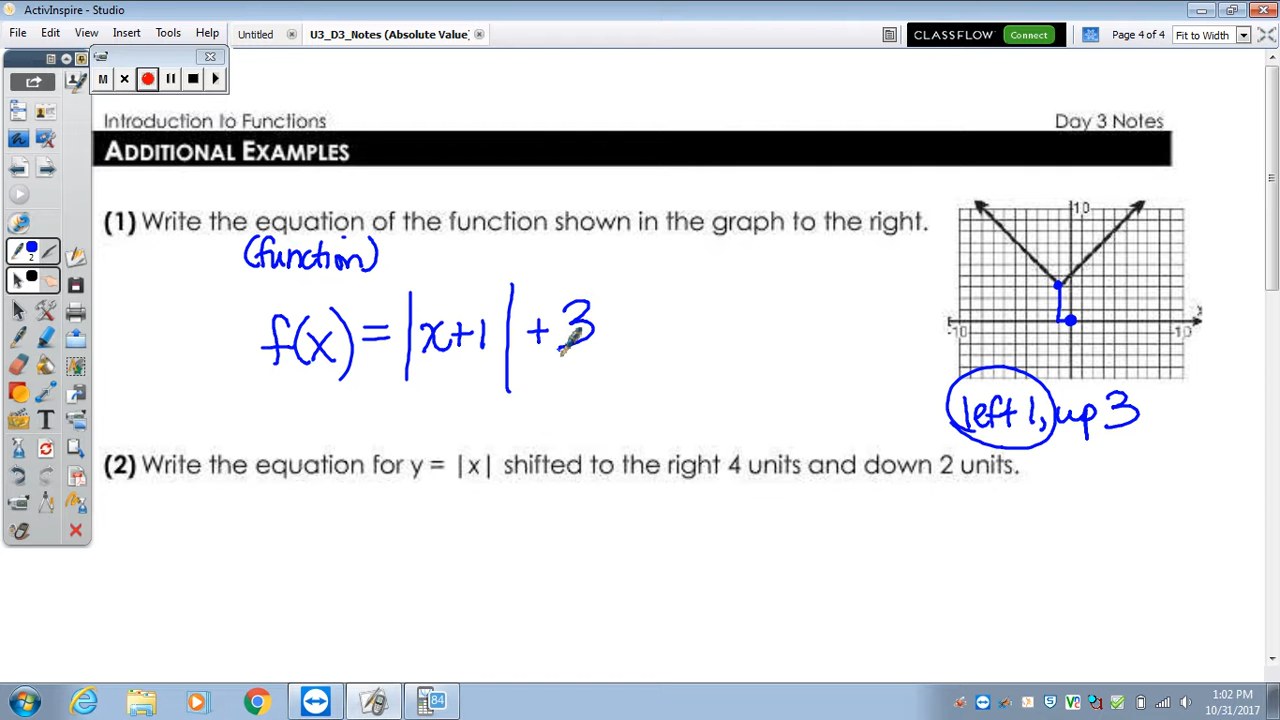 ActivInspire - Studio
File Edit View Insert Tools Help Untitled U3_D3_Notes (Absolute Value) CLASSFLOW Connect Page 4 of 4 Fit to Width
M
Introduction to Functions Day 3 Notes
ADDITIONAL EXAMPLES
(1) Write the equation of the function shown in the graph to the right.
(function)
f(x) = |x+1| + 3
10
x
-10 10
left 1, up 3
(2) Write the equation for y = |x| shifted to the right 4 units and down 2 units.
2
T
84
1:02 PM
10/31/2017